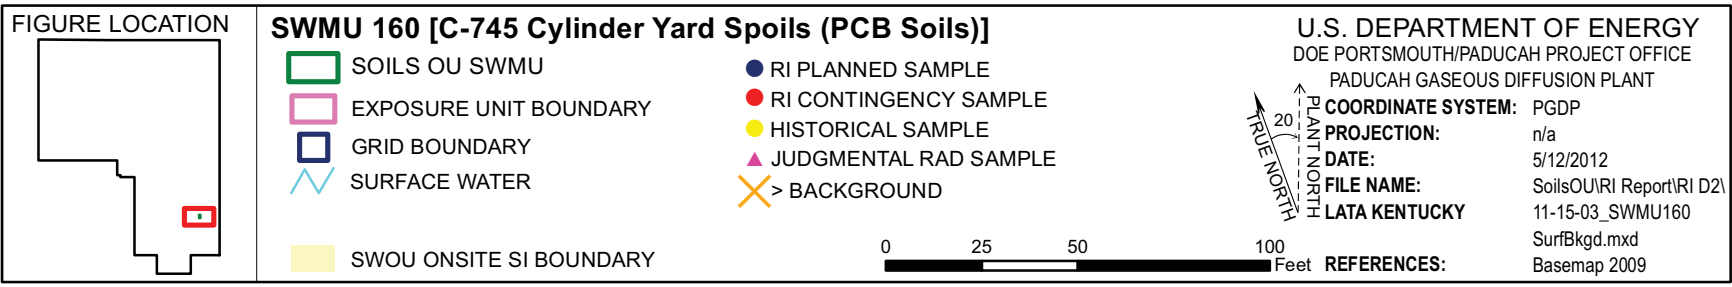 FIGURE LOCATION
SWMU 160 [C-745 Cylinder Yard Spoils (PCB Soils)]
SOILS OU SWMU
EXPOSURE UNIT BOUNDARY
GRID BOUNDARY
SURFACE WATER
SWOU ONSITE SI BOUNDARY
RI PLANNED SAMPLE
RI CONTINGENCY SAMPLE
HISTORICAL SAMPLE
JUDGMENTAL RAD SAMPLE
> BACKGROUND
0 25 50 100
Feet
U.S. DEPARTMENT OF ENERGY
DOE PORTSMOUTH/PADUCAH PROJECT OFFICE
PADUCAH GASEOUS DIFFUSION PLANT
TRUE NORTH
20
PLANT NORTH
COORDINATE SYSTEM: PGDP
PROJECTION: n/a
DATE: 5/12/2012
FILE NAME: SoilsOU\RI Report\RI D2\
LATA KENTUCKY 11-15-03_SWMU160
SurfBkgd.mxd
REFERENCES: Basemap 2009